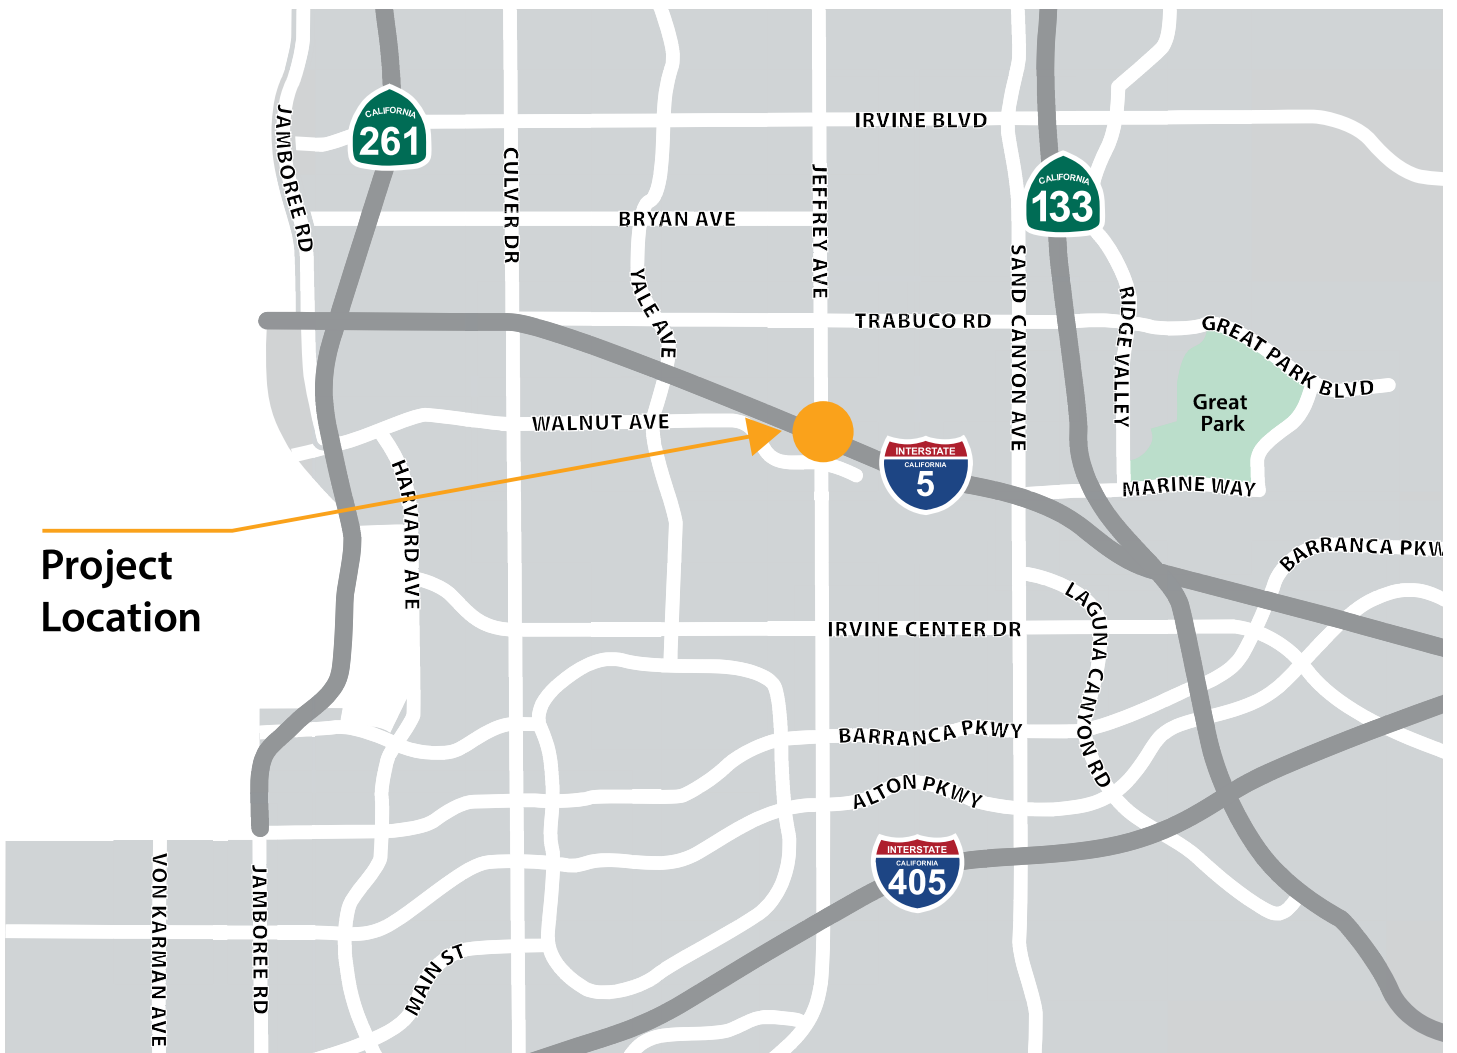 CALIFORNIA
261
IRVINE BLVD
JAMBOREE RD
CULVER DR
JEFFREY AVE
CALIFORNIA
133
BRYAN AVE
SAND CANYON AVE
YALE AVE
RIDGE VALLEY
TRABUCO RD
GREAT PARK BLVD
Great
Park
WALNUT AVE
INTERSTATE
CALIFORNIA
5
HARVARD AVE
MARINE WAY
Project
Location
BARRANCA PKW
LAGUNA CANYON RD
IRVINE CENTER DR
BARRANCA PKWY
ALTON PKWY
INTERSTATE
CALIFORNIA
405
VON KARMAN AVE
JAMBOREE RD
MAIN ST